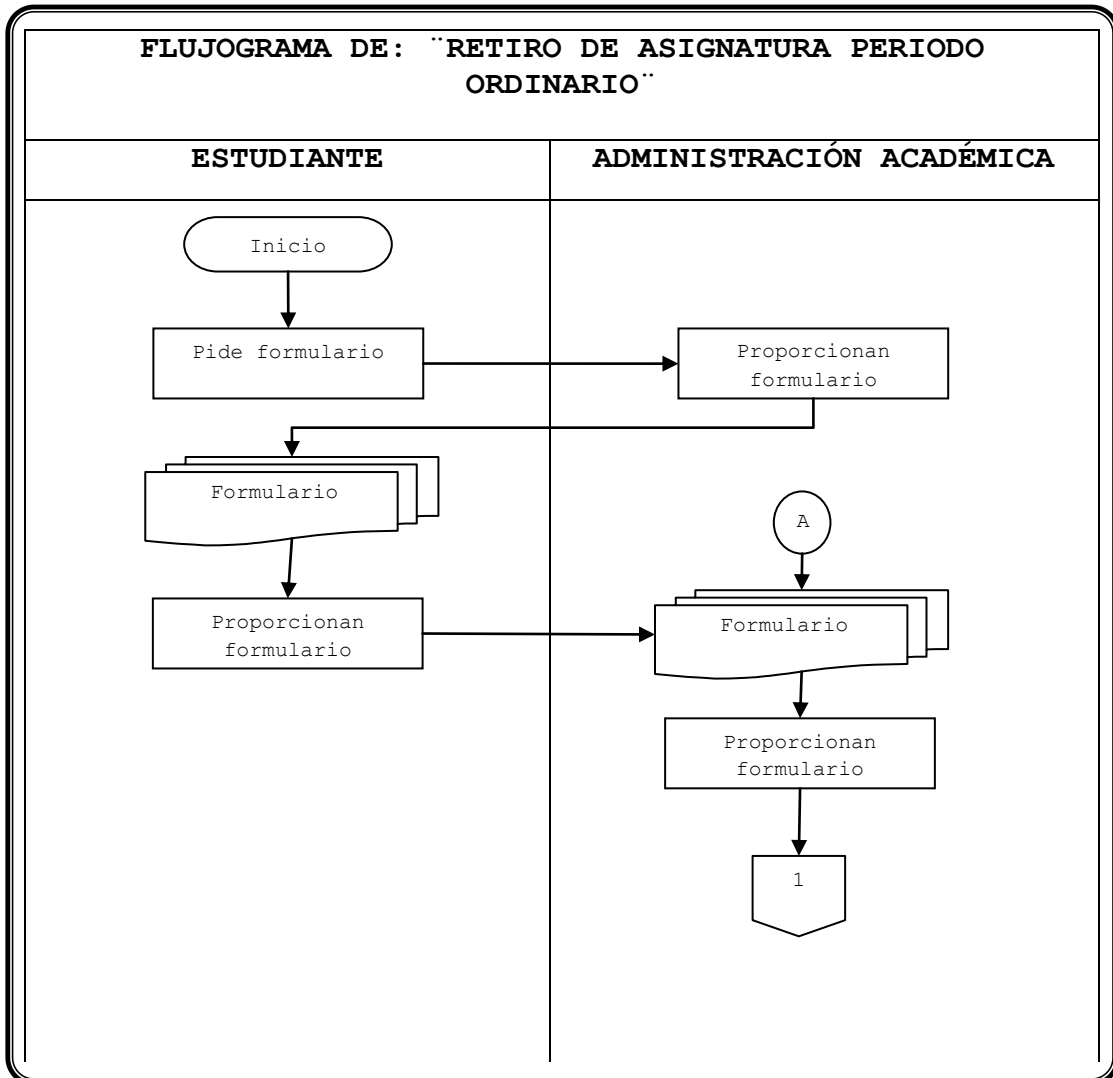 FLUJOGRAMA DE: ¨RETIRO DE ASIGNATURA PERIODO
ORDINARIO¨
ESTUDIANTE
ADMINISTRACIÓN ACADÉMICA
Inicio
Pide formulario
Proporcionan
formulario
Formulario
A
Proporcionan
formulario
Formulario
Proporcionan
formulario
1